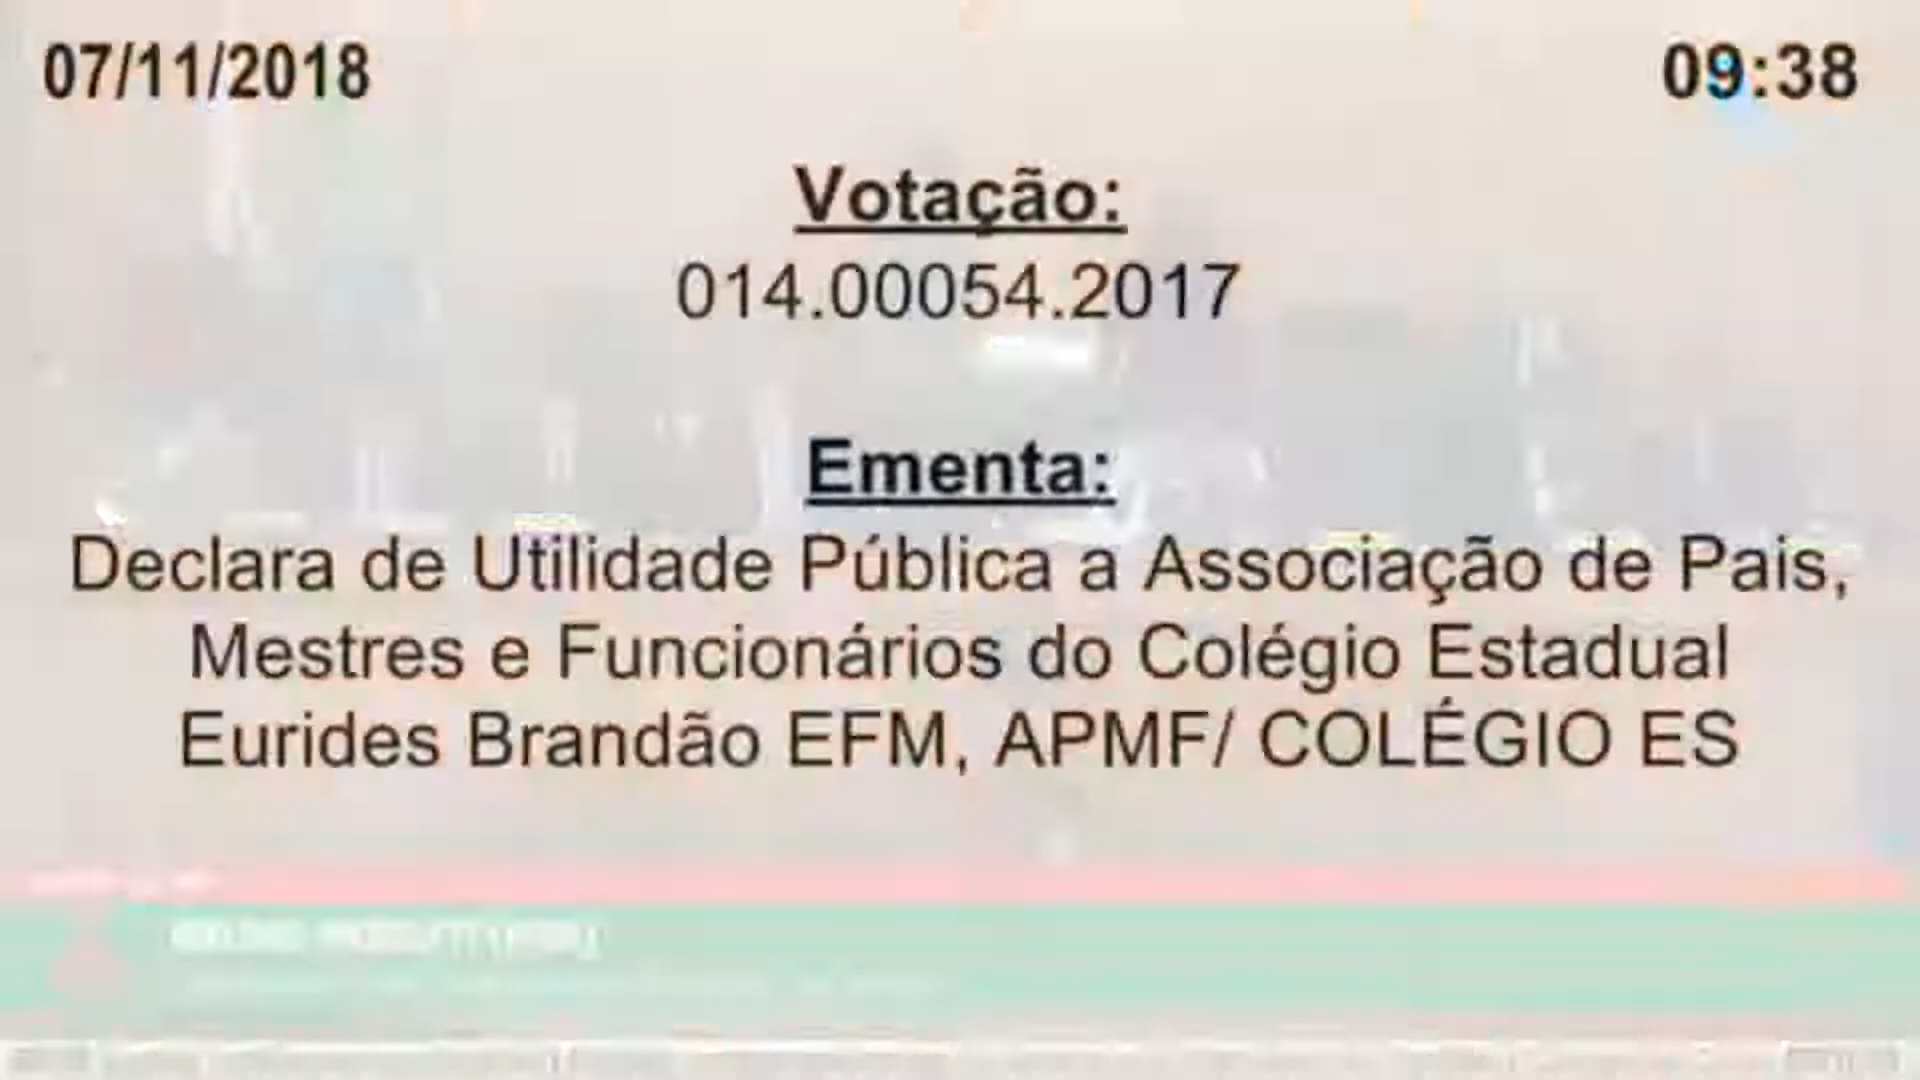 07/11/2018
09:38
Votação:
014.00054.2017
Ementa:
Declara de Utilidade Pública a Associação de Pais,
Mestres e Funcionários do Colégio Estadual
Eurides Brandão EFM, APMF/ COLÉGIO ES